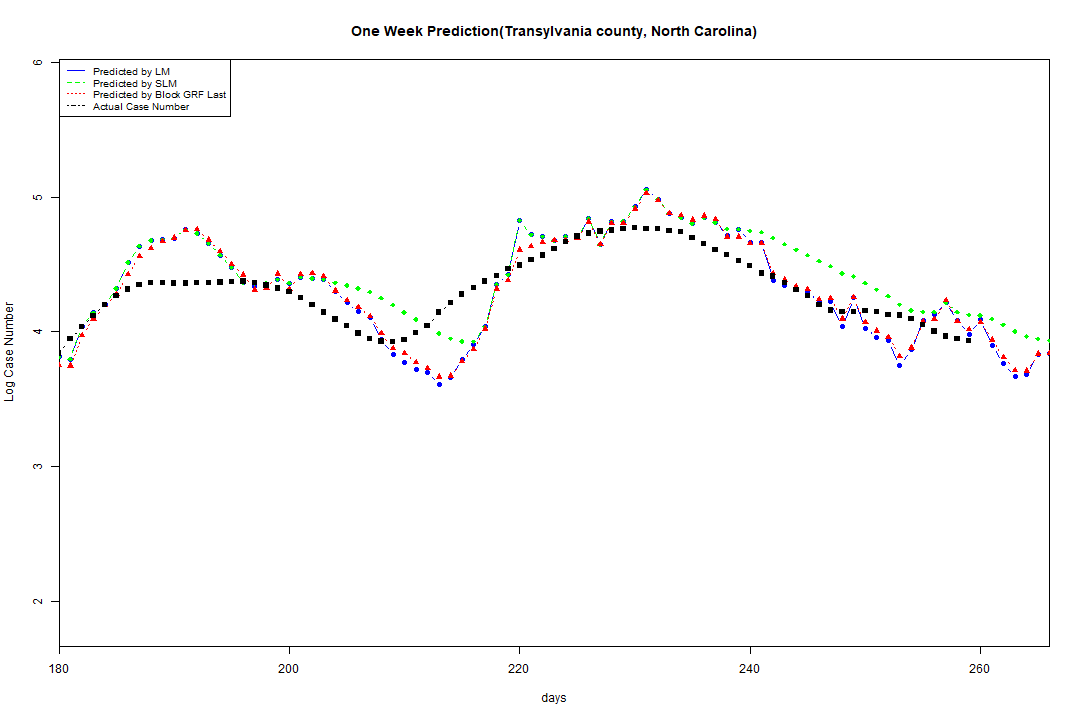 One Week Prediction(Transylvania county, North Carolina)
Predicted by LM
Predicted by SLM
Predicted by Block GRF Last
Actual Case Number
6
5
4
3
2
Log Case Number
180
200
220
240
260
days